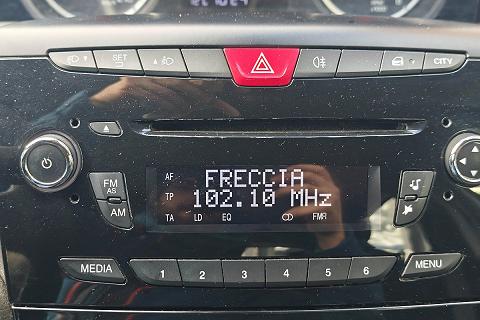 SET
CITY
AF FRECCIA
FM AS
TP 102.10 MHz
AM
TA LD EQ FMR
MEDIA 1 2 3 4 5 6 MENU